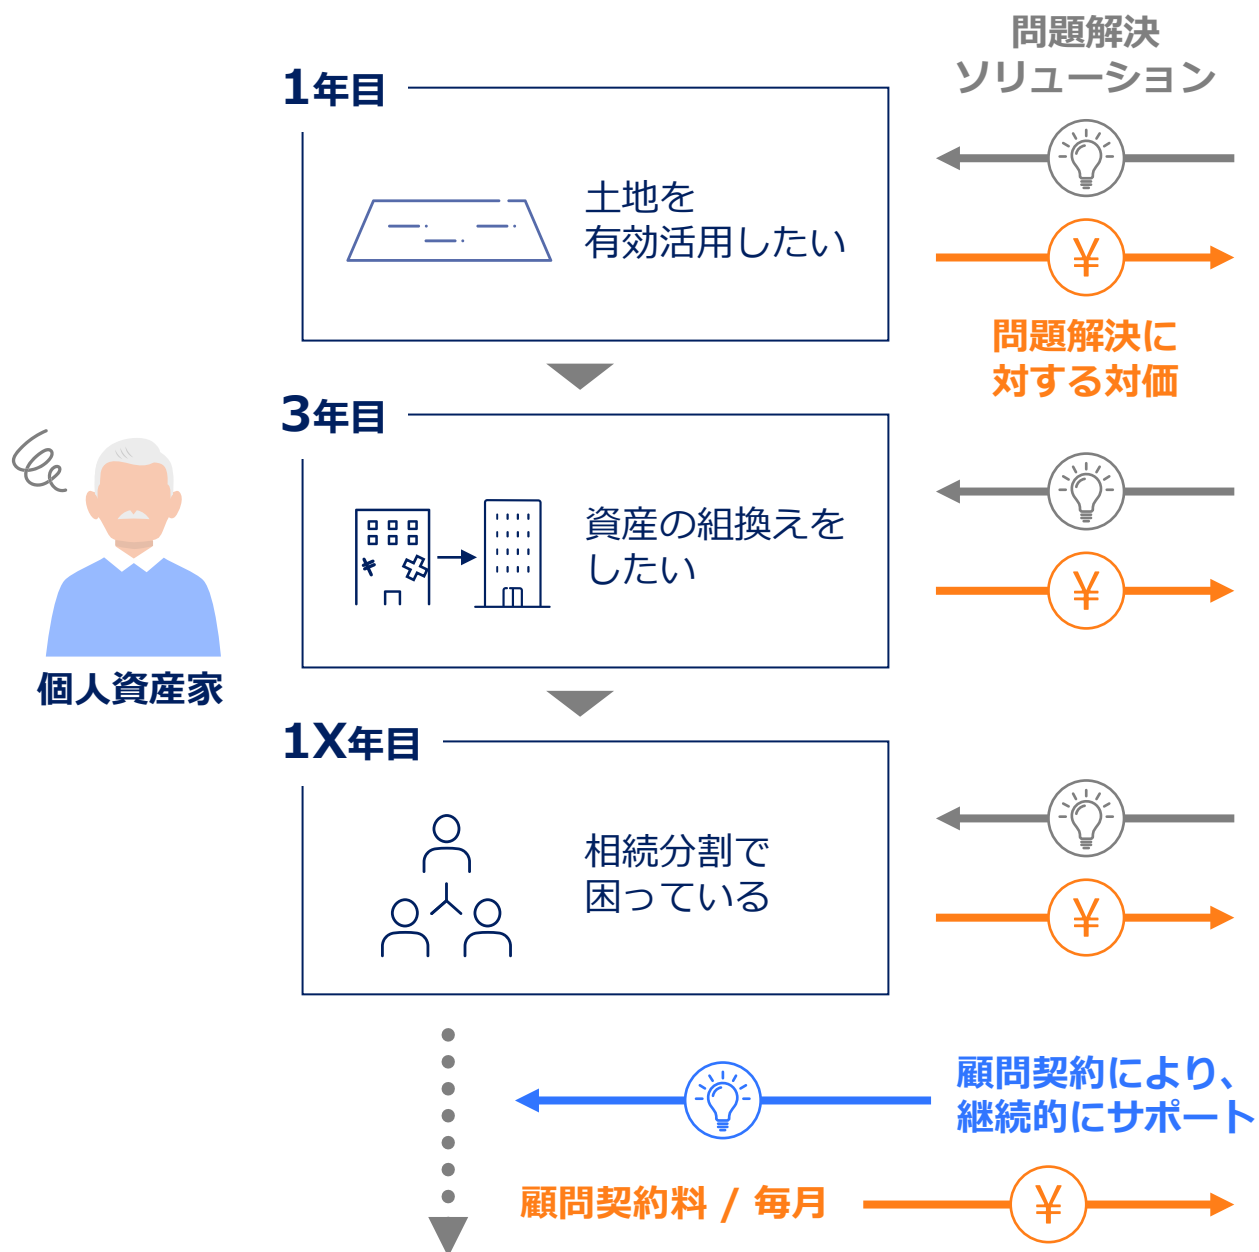 問題解決
ソリューション
1年目
土地を
有効活用したい
¥
問題解決に
対する対価
3年目
資産の組換えを
したい
¥
個人資産家
1X年目
相続分割で
困っている
¥
顧問契約により、
継続的にサポート
顧問契約料 / 毎月
¥